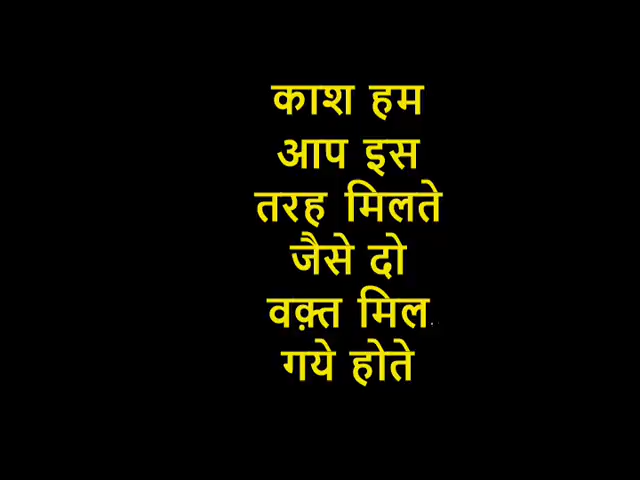 काश हम
आप इस
तरह मिलते
जैसे दो
वक़्त मिल
गये होते